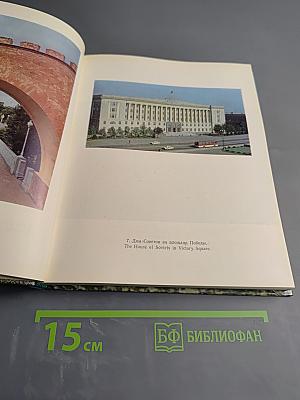 7. Дом Советов на площади Победы.
The House of Soviets in Victory Square.
15 см
БФ БИБЛИОФАН